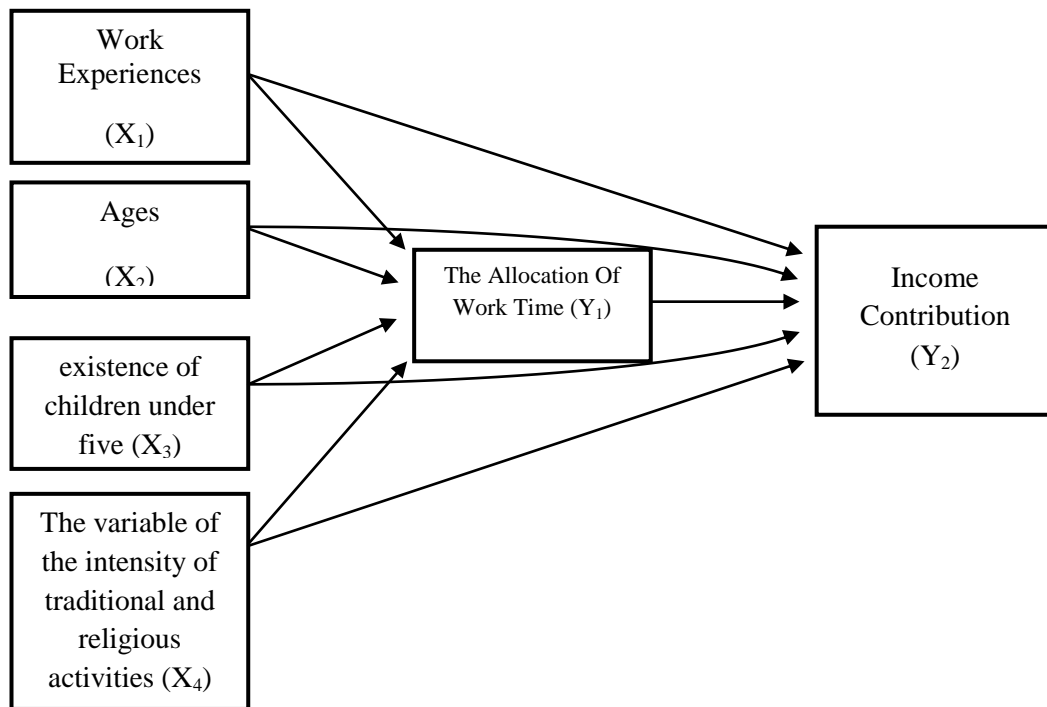 Work
Experiences
(X₁)
Ages
(X₂)
existence of
children under
five (X₃)
The variable of
the intensity of
traditional and
religious
activities (X₄)
The Allocation Of
Work Time (Y₁)
Income
Contribution
(Y₂)